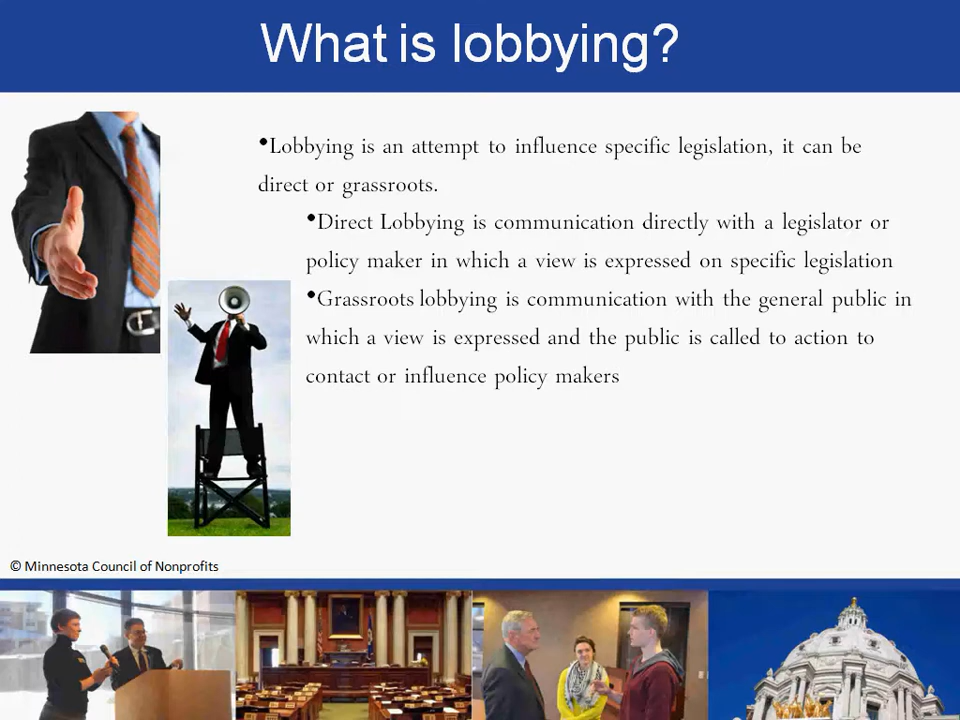 What is lobbying?
•Lobbying is an attempt to influence specific legislation, it can be
direct or grassroots.
•Direct Lobbying is communication directly with a legislator or
policy maker in which a view is expressed on specific legislation
•Grassroots lobbying is communication with the general public in
which a view is expressed and the public is called to action to
contact or influence policy makers
© Minnesota Council of Nonprofits